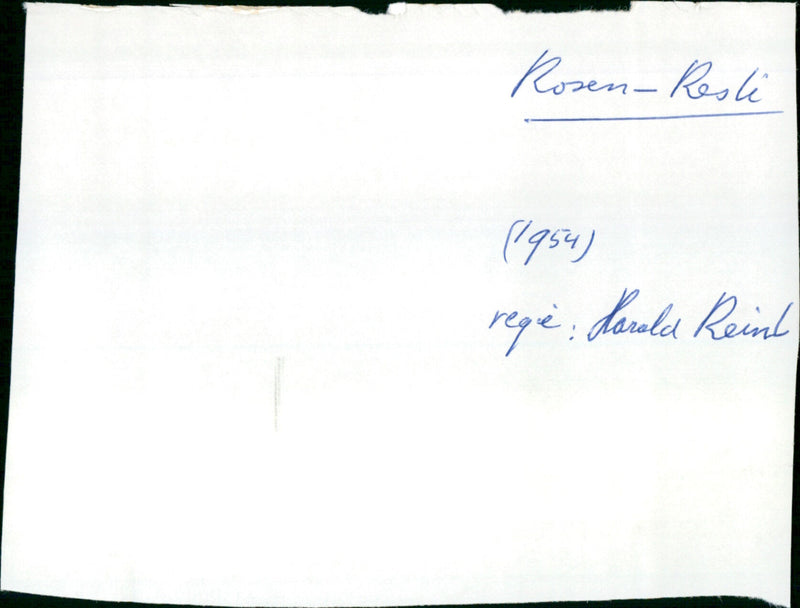 Rosen-Resli
(1954)
regie: Harald Reinl